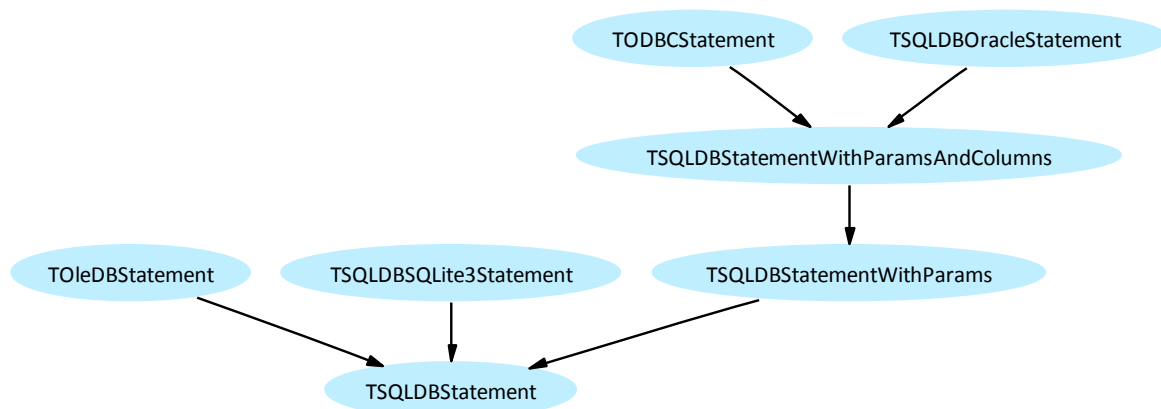 TODBCStatement
TSQLDBOracleStatement
TSQLDBStatementWithParamsAndColumns
TOleDBStatement
TSQLDBSQLite3Statement
TSQLDBStatementWithParams
TSQLDBStatement